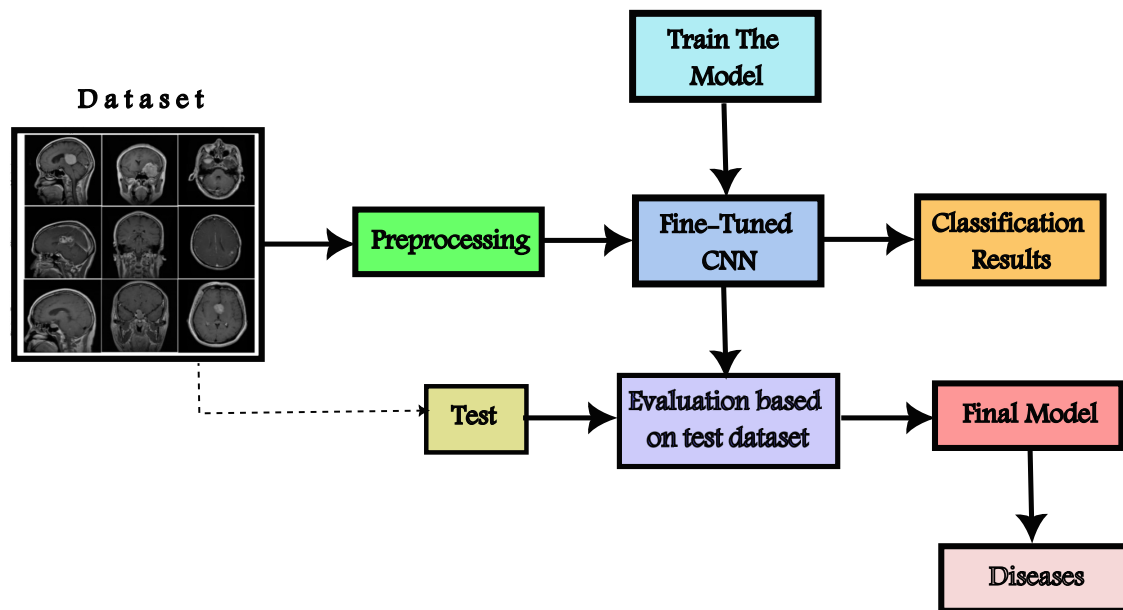 Train The
Model
Dataset
Preprocessing
Fine-Tuned
CNN
Classification
Results
Test
Evaluation based
on test dataset
Final Model
Diseases